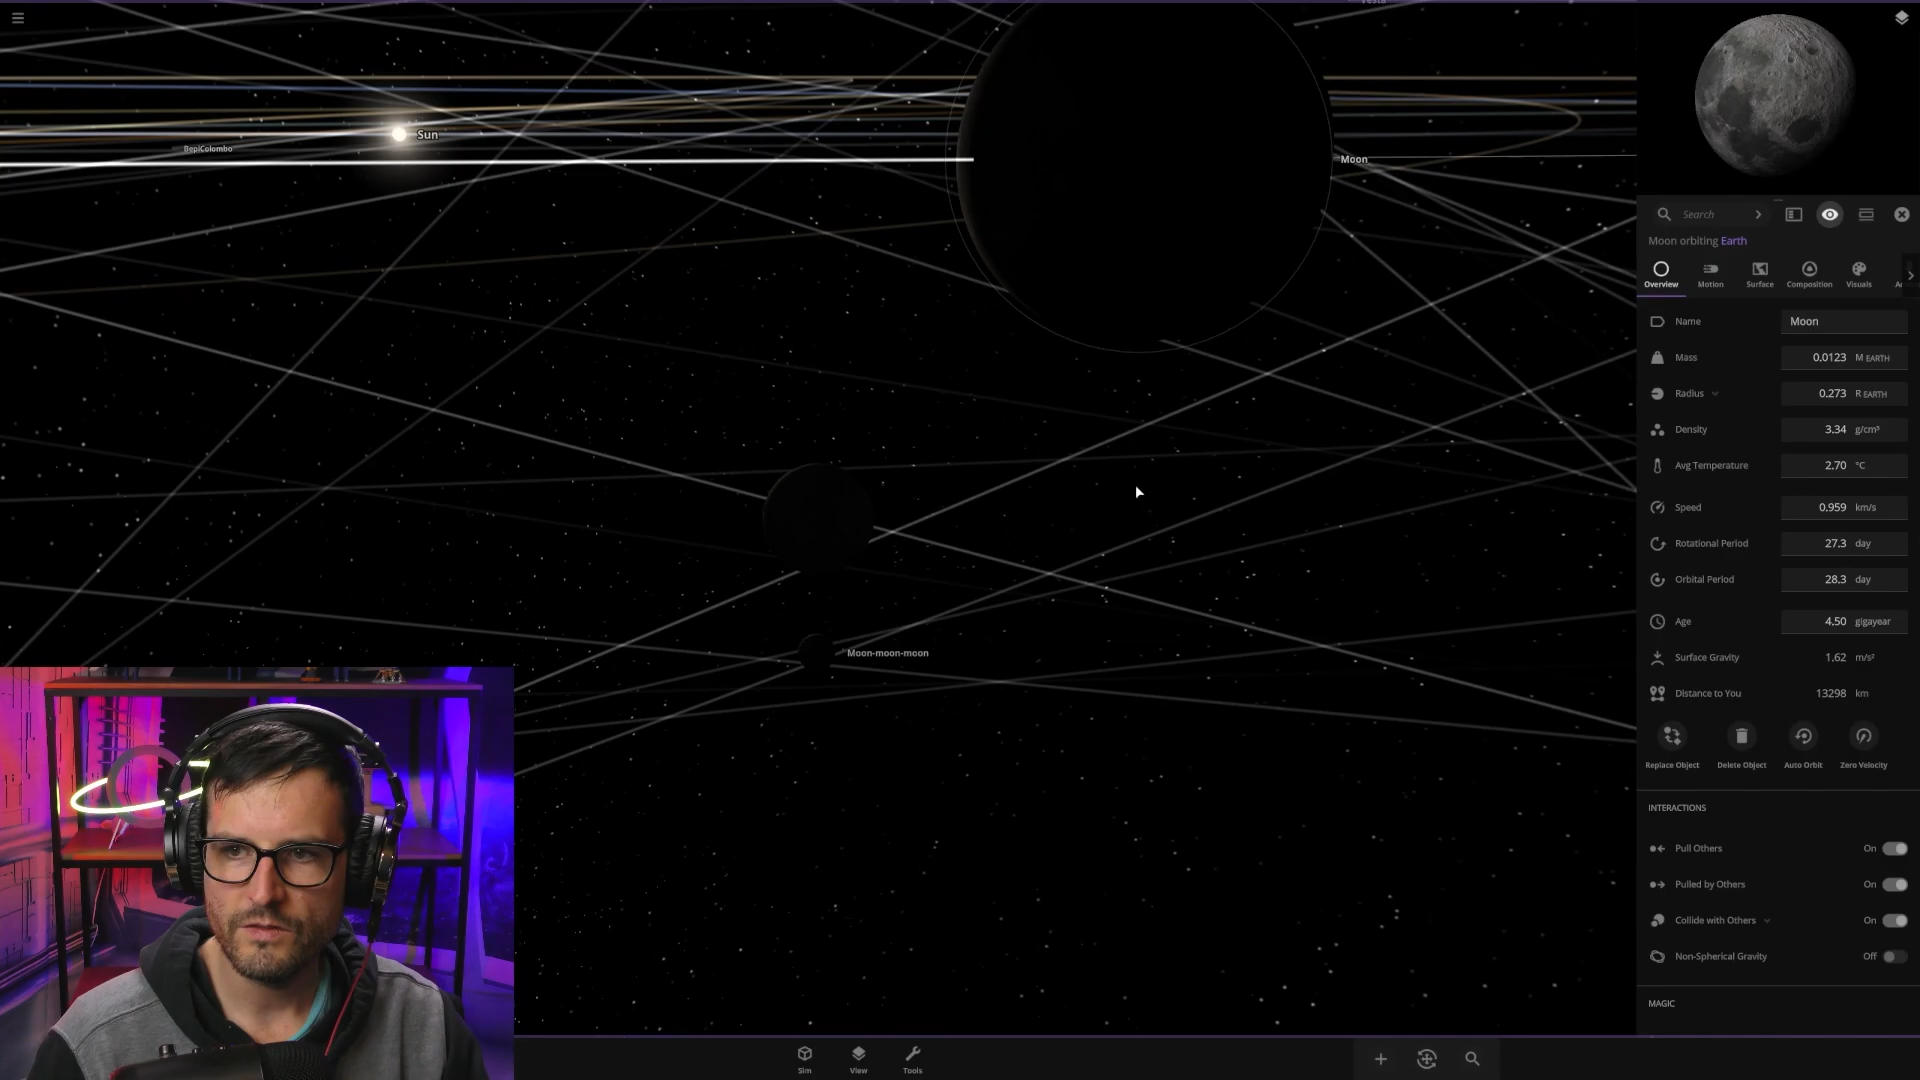 Sun
BepiColombo
Moon
Moon-moon-moon
Search
Moon orbiting Earth
Overview
Motion
Surface
Composition
Visuals
Name Moon
Mass 0.0123 M EARTH
Radius 0.273 R EARTH
Density 3.34 g/cm³
Avg Temperature 2.70 °C
Speed 0.959 km/s
Rotational Period 27.3 day
Orbital Period 28.3 day
Age 4.50 gigayear
Surface Gravity 1.62 m/s²
Distance to You 13298 km
Replace Object
Delete Object
Auto Orbit
Zero Velocity
INTERACTIONS
Pull Others On
Pulled by Others On
Collide with Others On
Non-Spherical Gravity Off
MAGIC
Sim
View
Tools